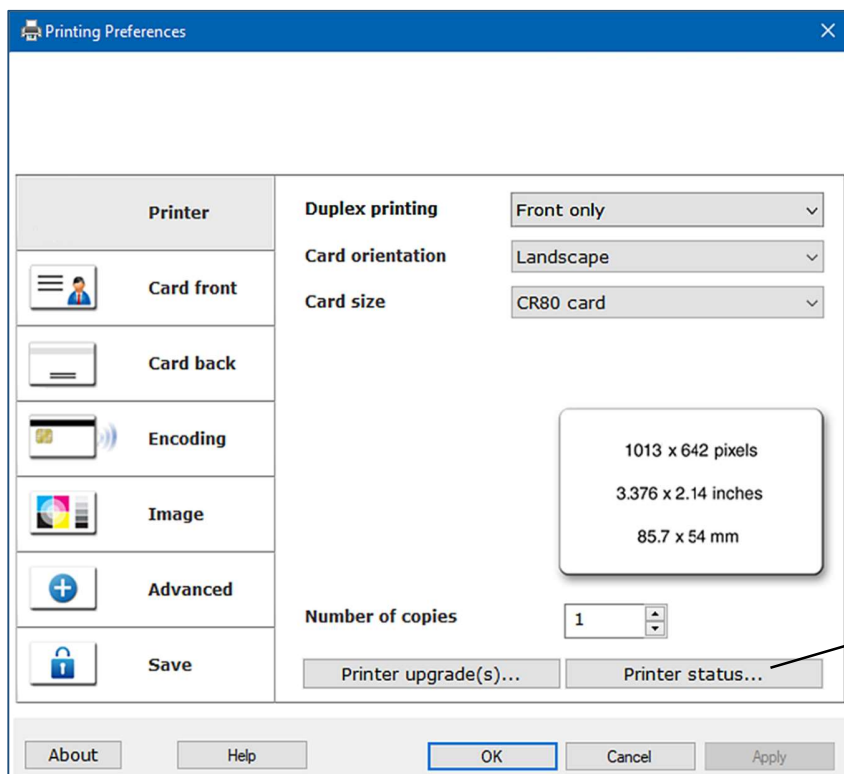 Printing Preferences
Printer
Duplex printing Front only
Card orientation Landscape
Card front
Card size CR80 card
Card back
Encoding
1013 x 642 pixels
3.376 x 2.14 inches
Image
85.7 x 54 mm
Advanced
Number of copies 1
Save
Printer upgrade(s)... Printer status...
About Help OK Cancel Apply